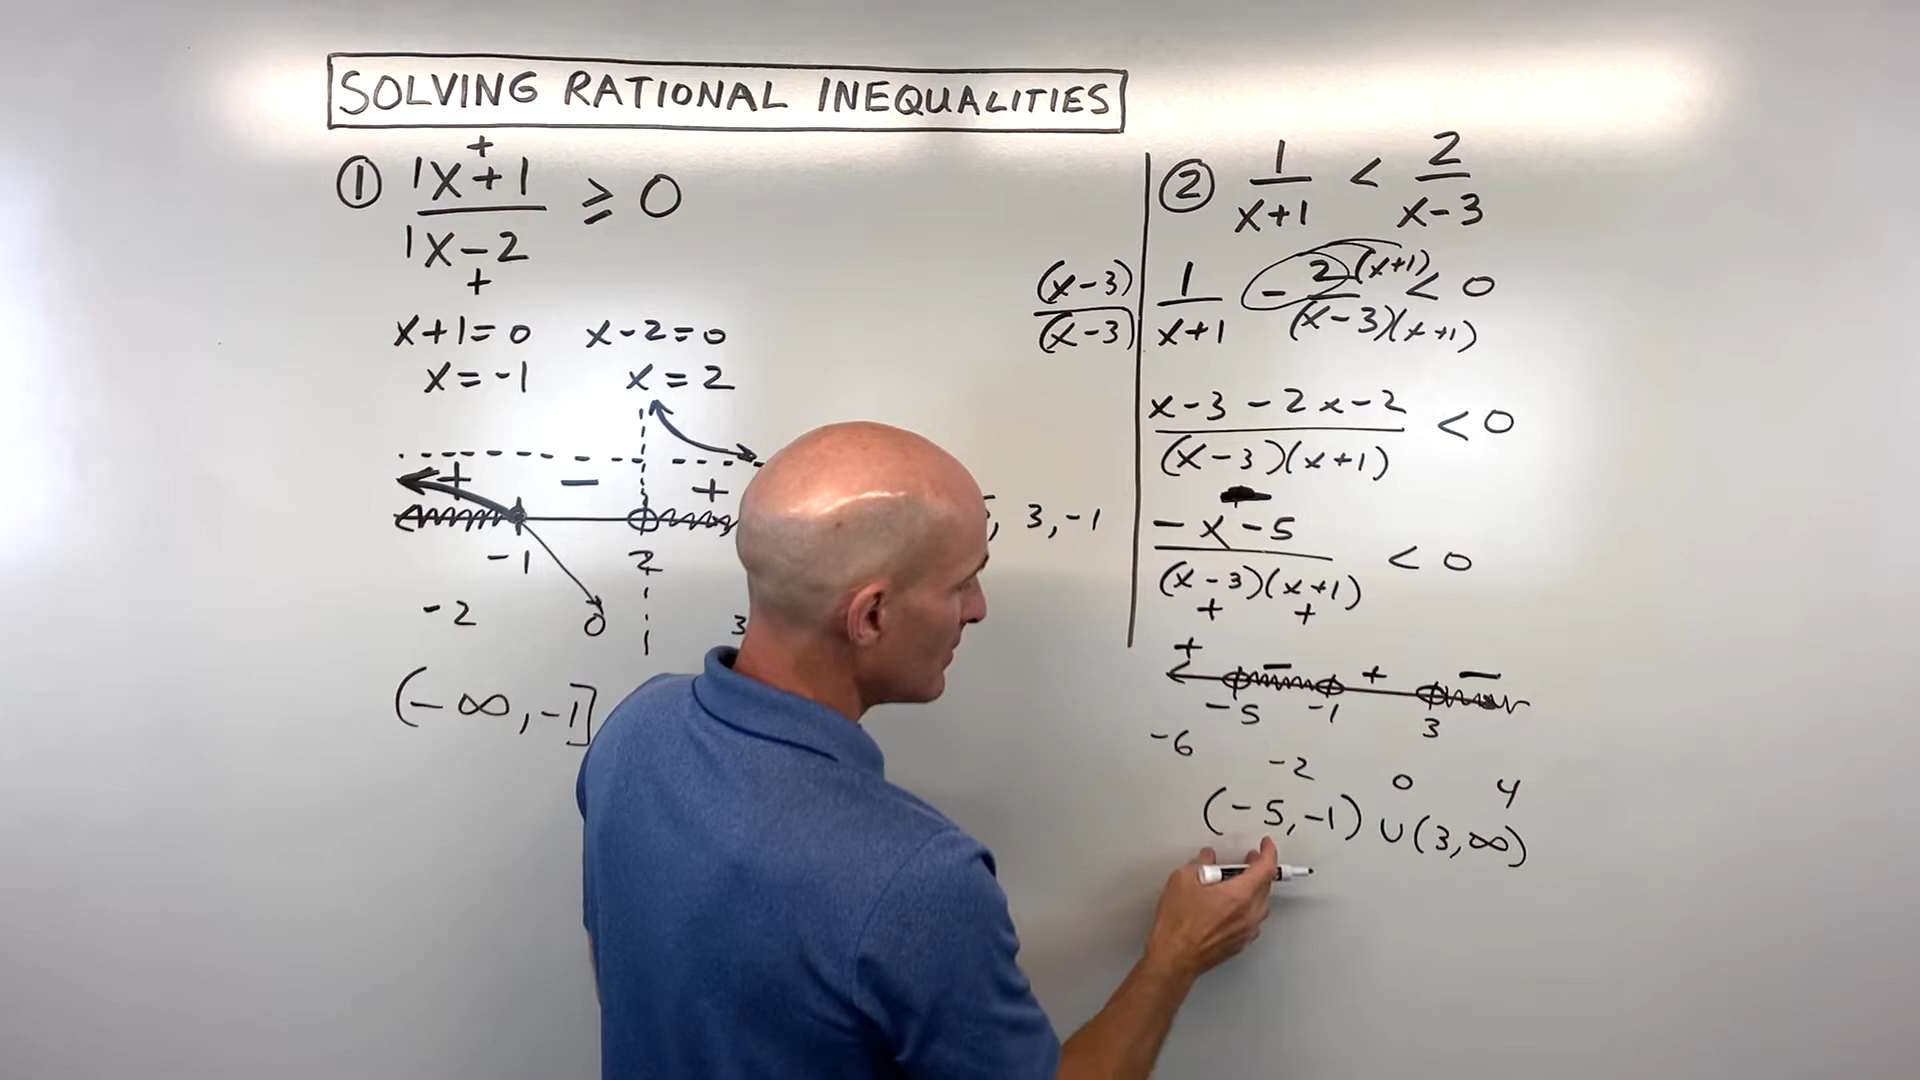 SOLVING RATIONAL INEQUALITIES
① 1x+1 / 1x-2 ≥ 0
+
+
x+1=0 x-2=0
x=-1 x=2
+ - +
-1 2
-2 0 3
(-∞,-1]
② 1/x+1 < 2/x-3
(x-3)/(x-3) 1/x+1 - 2(x+1)/(x-3)(x+1) < 0
x-3-2x-2 / (x-3)(x+1) < 0
, 3, -1
-x-5 / (x-3)(x+1) < 0
+ +
+ - + -
-5 -1 3
-6 -2 0 4
(-5,-1) ∪ (3,∞)